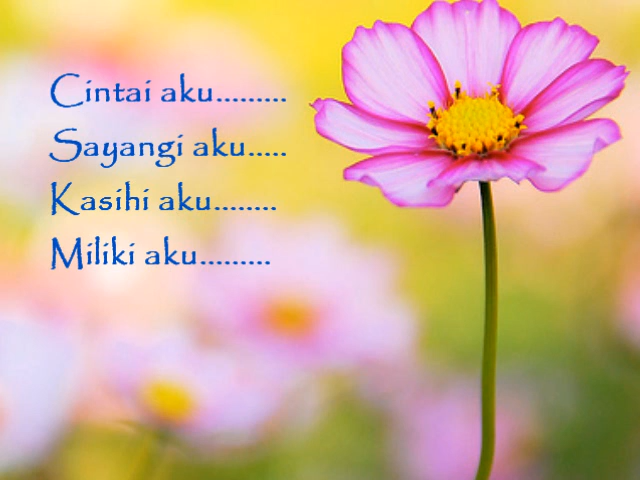 Cintai aku.........
Sayangi aku.....
Kasihi aku........
Miliki aku.........